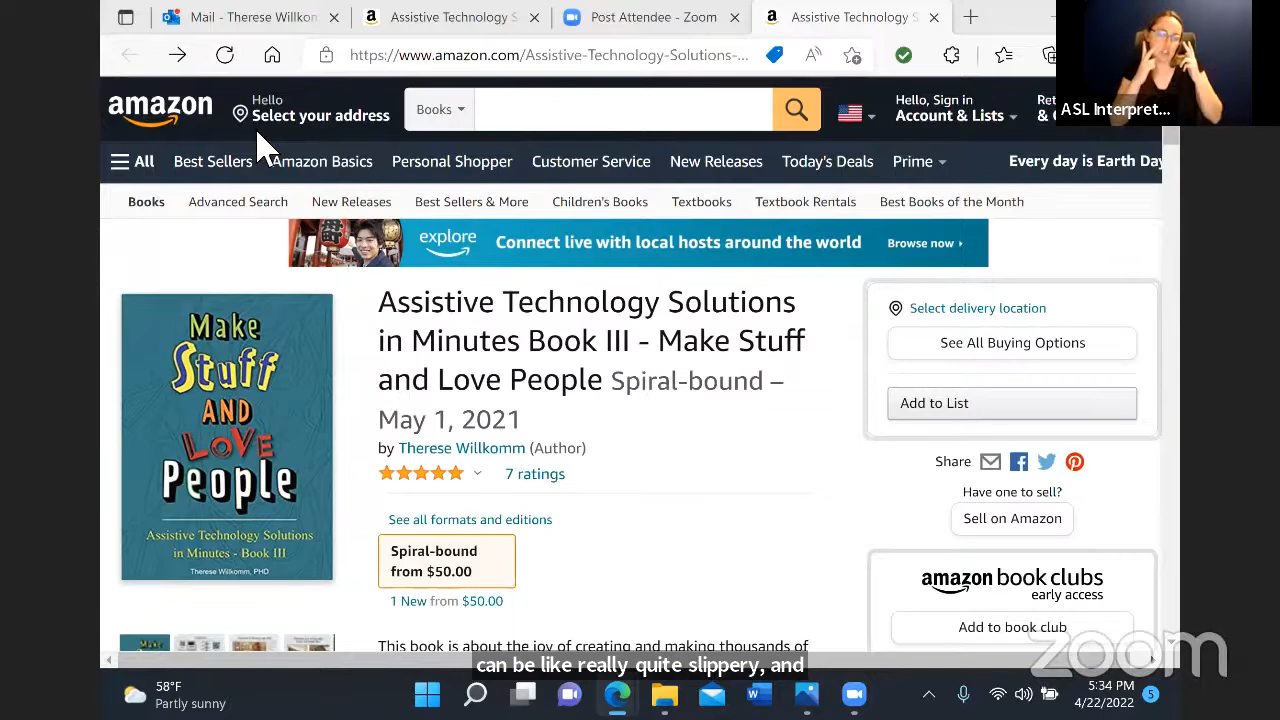 Mail - Therese Willkom
Assistive Technology S
Post Attendee - Zoom
Assistive Technology S
https://www.amazon.com/Assistive-Technology-Solutions-...
ASL Interpret...
amazon
Hello
Select your address
Books
Hello, Sign in
Account & Lists
Ret
& O
All
Best Sellers
Amazon Basics
Personal Shopper
Customer Service
New Releases
Today's Deals
Prime
Every day is Earth Day
Books
Advanced Search
New Releases
Best Sellers & More
Children's Books
Textbooks
Textbook Rentals
Best Books of the Month
explore
Connect live with local hosts around the world
Browse now
Make
Stuff
AND
LOVE
People
Assistive Technology Solutions
in Minutes - Book III
Therese Willkomm, PHD
Assistive Technology Solutions
in Minutes Book III - Make Stuff
and Love People Spiral-bound –
May 1, 2021
by Therese Willkomm (Author)
7 ratings
See all formats and editions
Spiral-bound
from $50.00
1 New from $50.00
This book is about the joy of creating and making thousands of
Select delivery location
See All Buying Options
Add to List
Share
Have one to sell?
Sell on Amazon
amazon book clubs
early access
Add to book club
can be like really quite slippery, and
zoom
58°F
Partly sunny
5:34 PM
4/22/2022
5